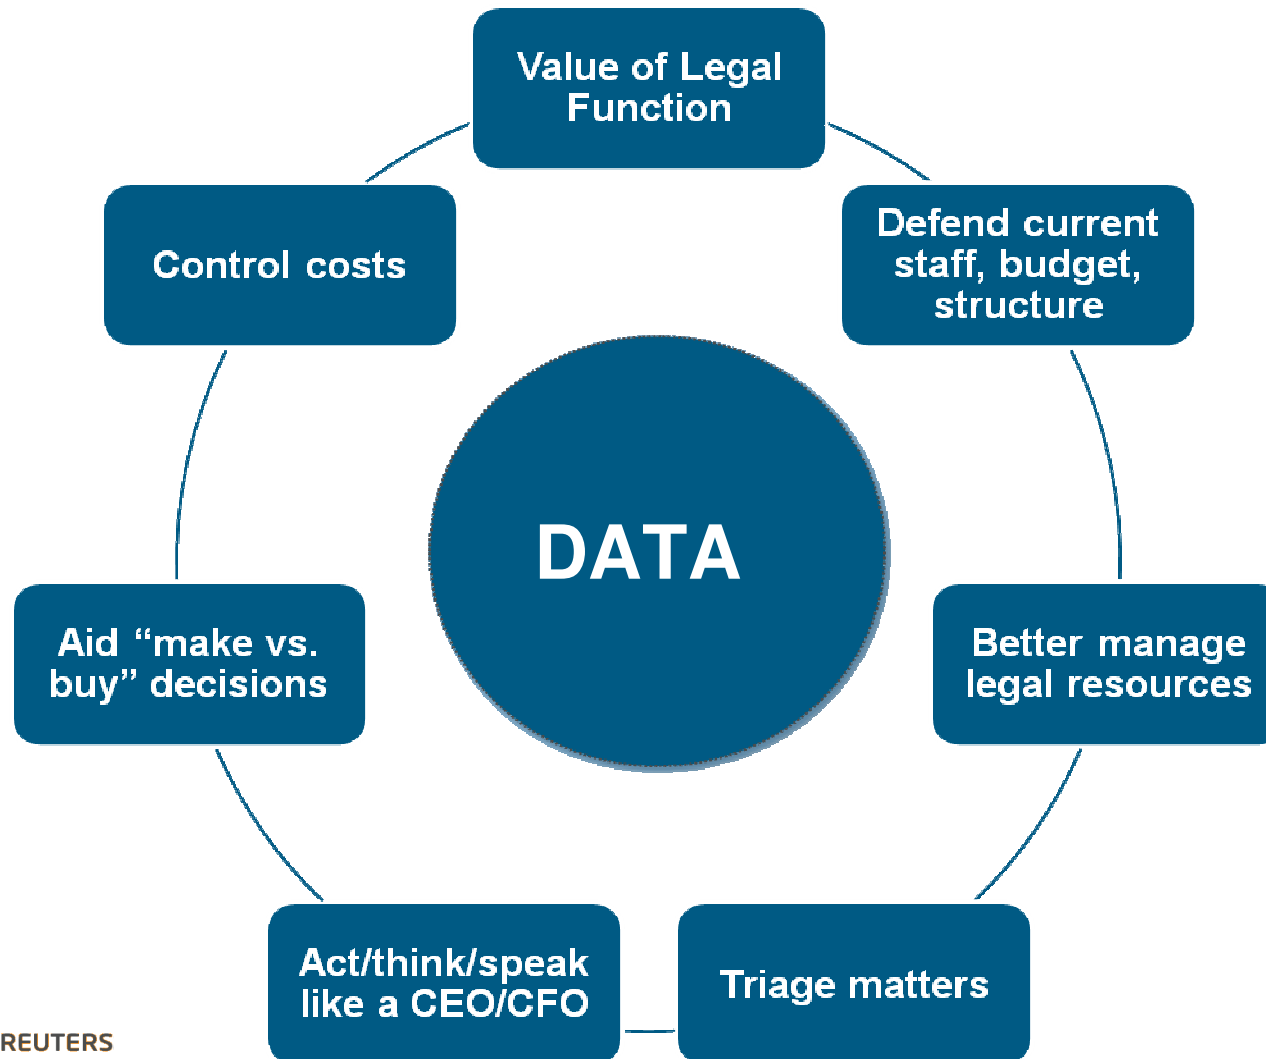 Value of Legal
Function
Defend current
staff, budget,
structure
Control costs
DATA
Aid “make vs.
buy” decisions
Better manage
legal resources
Act/think/speak
like a CEO/CFO
Triage matters
REUTERS